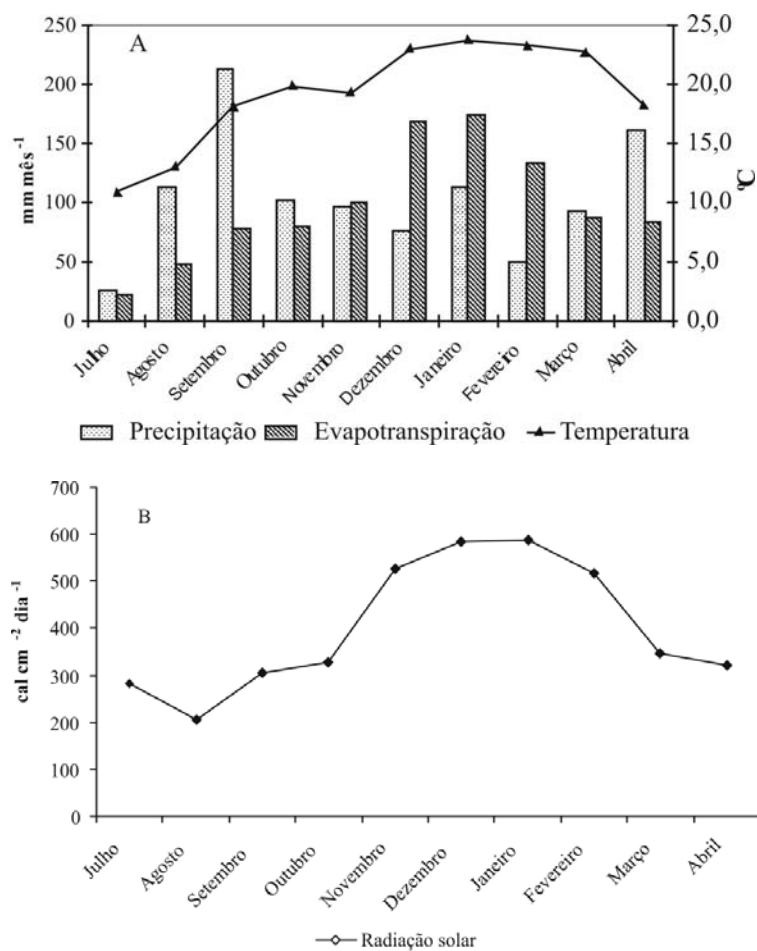 A
250
200
150
100
50
0
mm mês -1
25,0
20,0
15,0
10,0
5,0
0,0
ºC
Julho
Agosto
Setembro
Outubro
Novembro
Dezembro
Janeiro
Fevereiro
Março
Abril
Precipitação Evapotranspiração Temperatura
B
700
600
500
400
300
200
100
0
cal cm -2 dia -1
Julho
Agosto
Setembro
Outubro
Novembro
Dezembro
Janeiro
Fevereiro
Março
Abril
Radiação solar